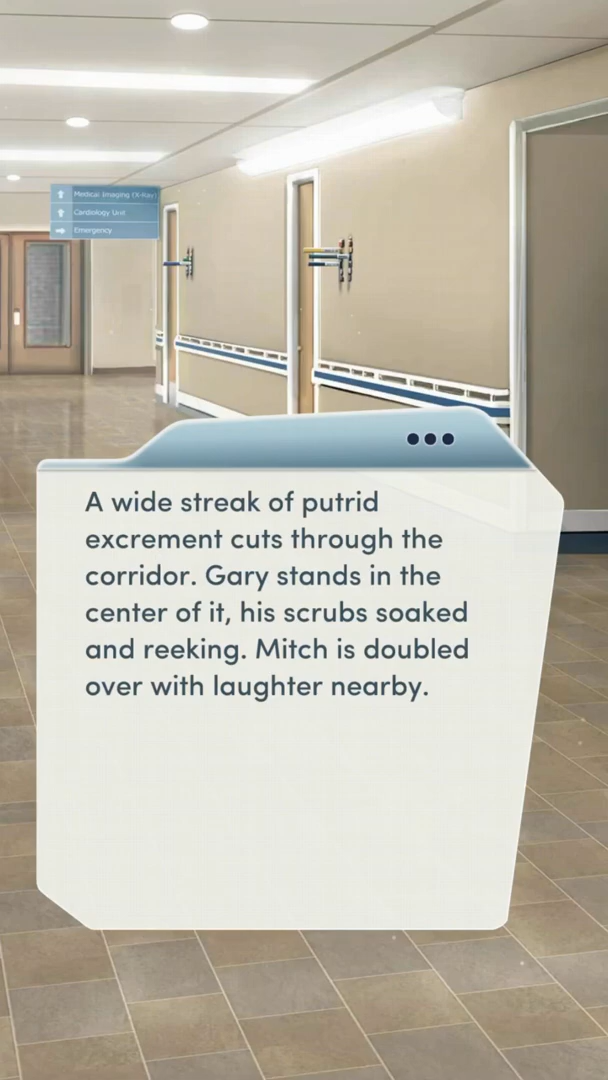 Medical Imaging (X-Ray)
Cardiology Unit
Emergency
A wide streak of putrid
excrement cuts through the
corridor. Gary stands in the
center of it, his scrubs soaked
and reeking. Mitch is doubled
over with laughter nearby.